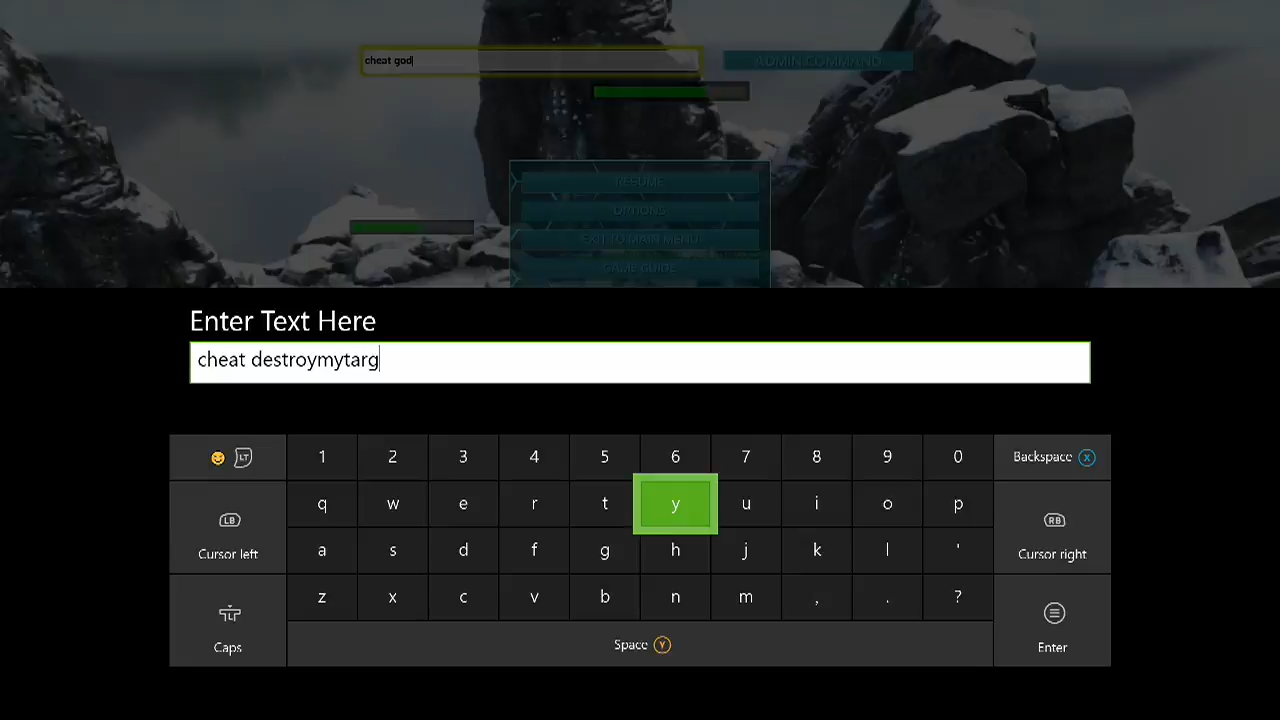 cheat god
ADMIN COMMAND
RESUME
OPTIONS
EXIT TO MAIN MENU
GAME GUIDE
Enter Text Here
cheat destroymytarg
LT 1 2 3 4 5 6 7 8 9 0 Backspace X
q w e r t y u i o p
LB Cursor left
RB Cursor right
a s d f g h j k l '
z x c v b n m , . ?
Caps
Enter
Space Y